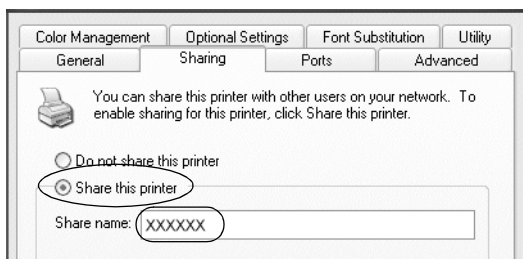 Color Management Optional Settings Font Substitution Utility
General Sharing Ports Advanced
You can share this printer with other users on your network. To
enable sharing for this printer, click Share this printer.
Do not share this printer
Share this printer
Share name: XXXXXX